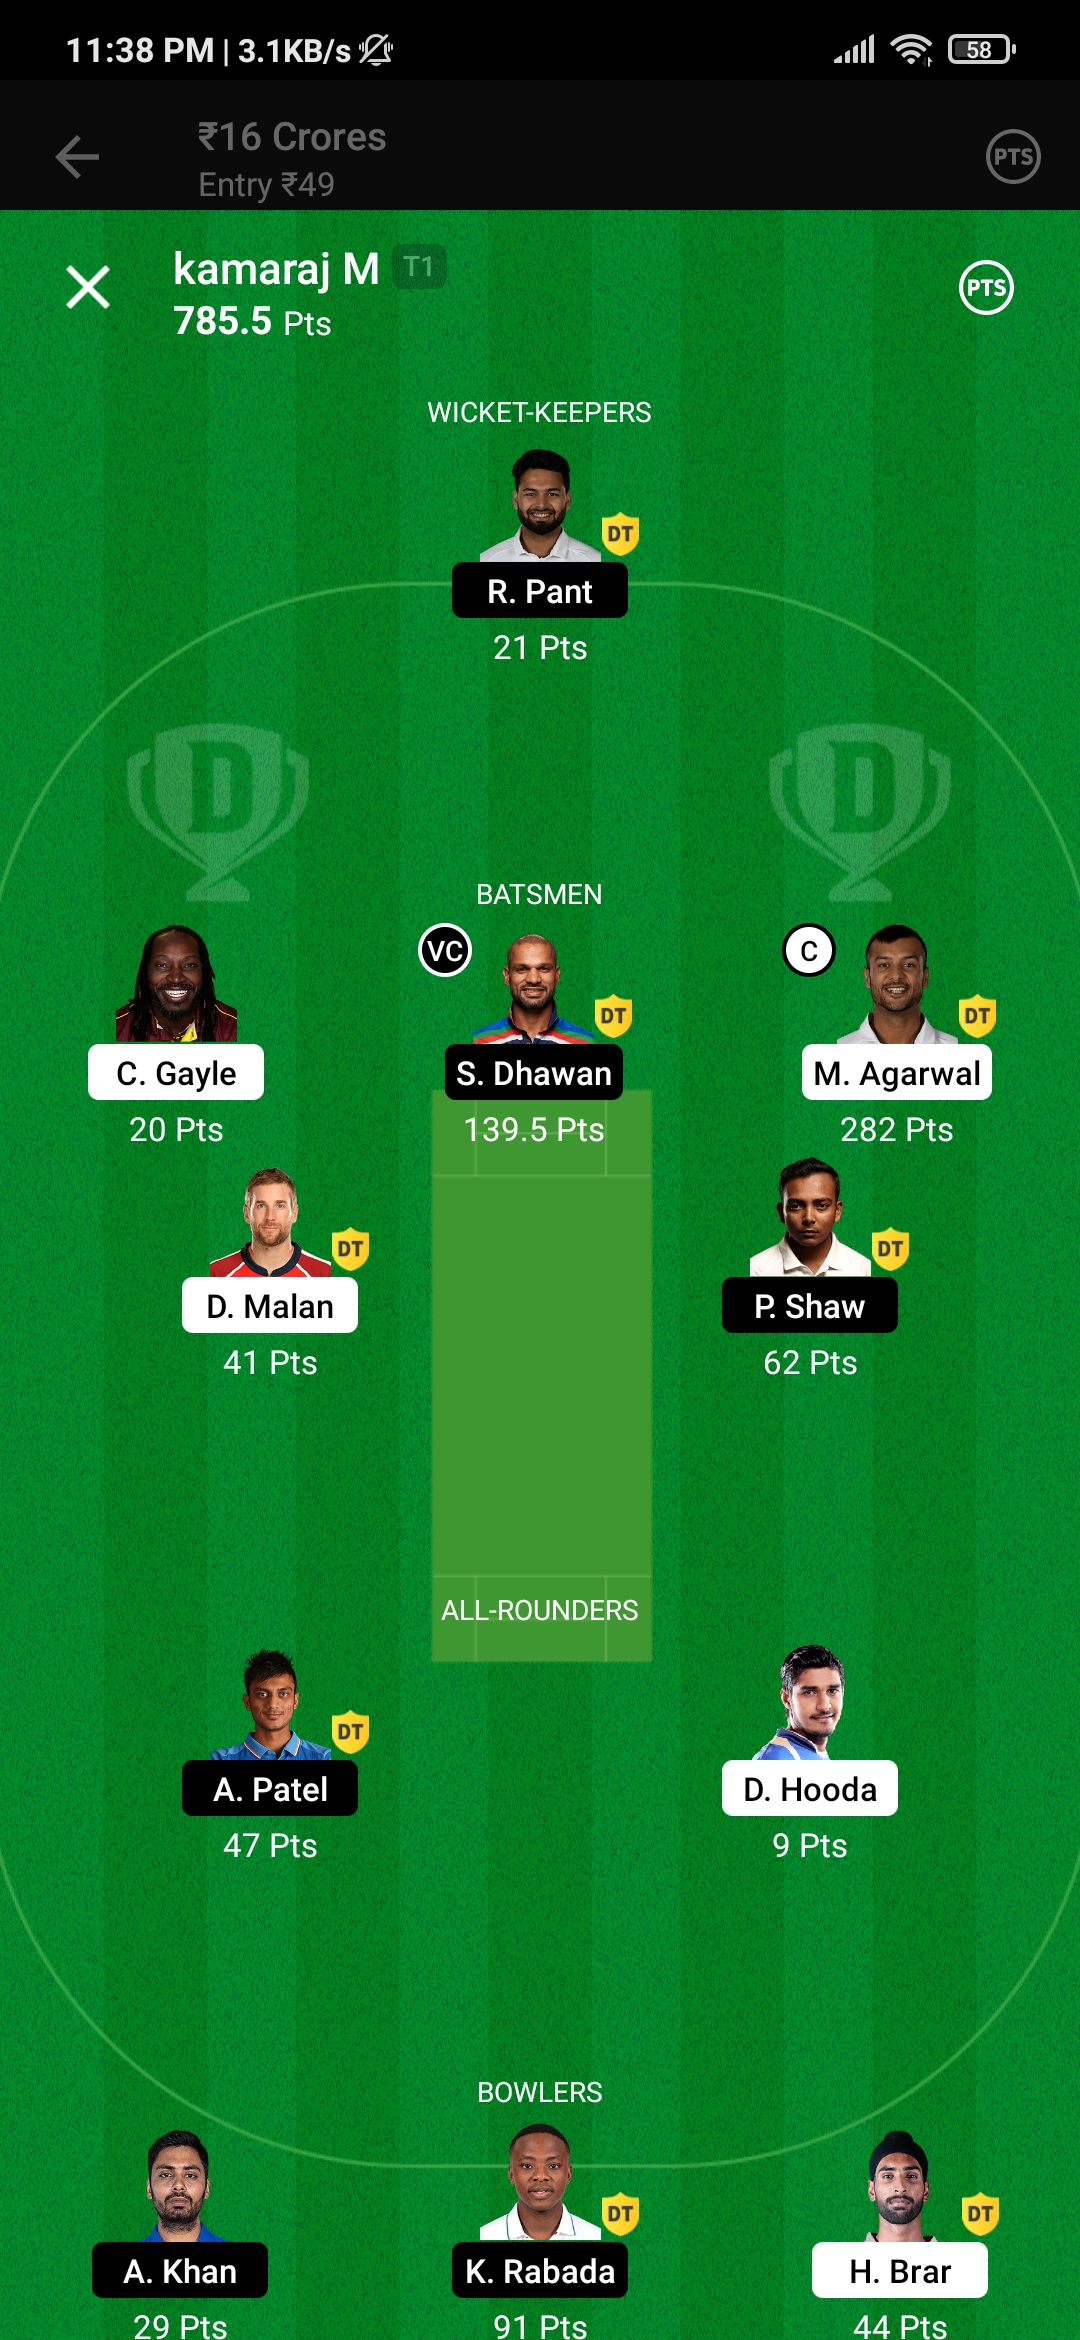 11:38 PM | 3.1KB/s 58
₹16 Crores
Entry ₹49
PTS
kamaraj M T1
785.5 Pts
PTS
WICKET-KEEPERS
DT
R. Pant
21 Pts
D D
BATSMEN
VC C
DT DT
C. Gayle S. Dhawan M. Agarwal
20 Pts 139.5 Pts 282 Pts
DT DT
D. Malan P. Shaw
41 Pts 62 Pts
ALL-ROUNDERS
DT
A. Patel D. Hooda
47 Pts 9 Pts
BOWLERS
DT DT
A. Khan K. Rabada H. Brar
29 Pts 91 Pts 44 Pts